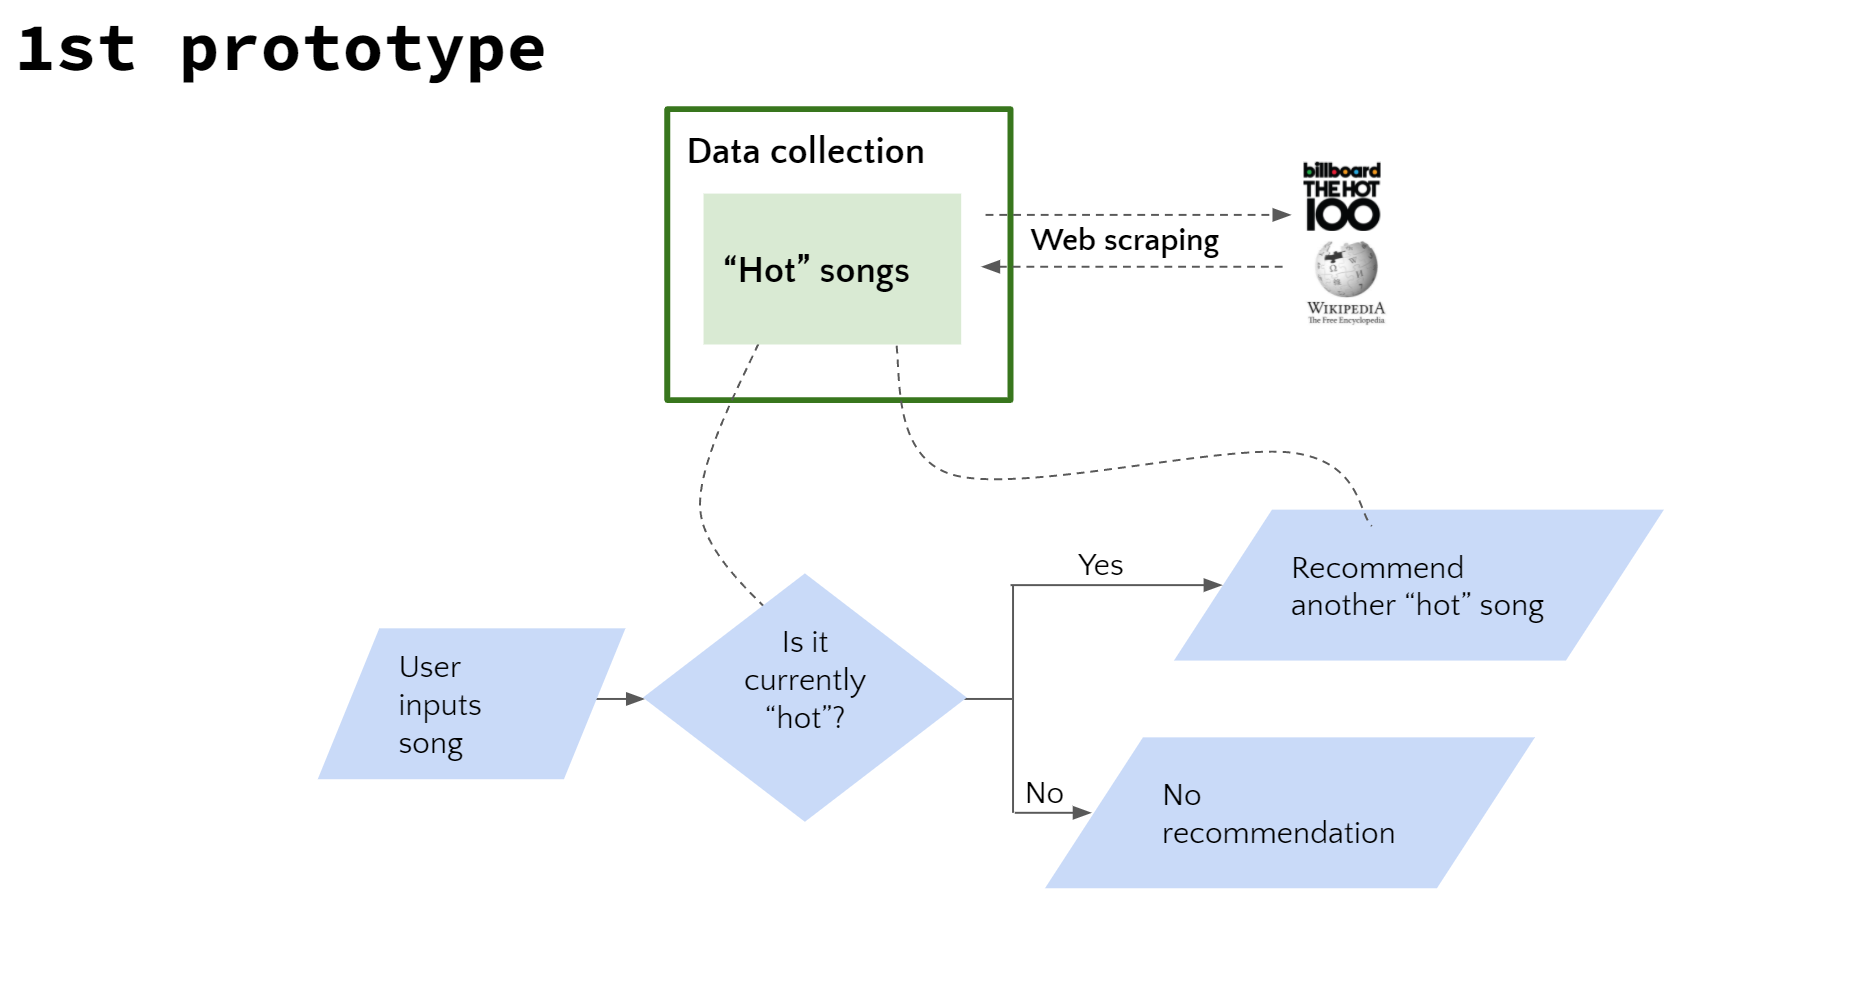 1st prototype
Data collection
“Hot” songs
Web scraping
billboard
THE HOT
100
WIKIPEDIA
The Free Encyclopedia
User
inputs
song
Is it
currently
“hot”?
Yes
Recommend
another “hot” song
No
No
recommendation